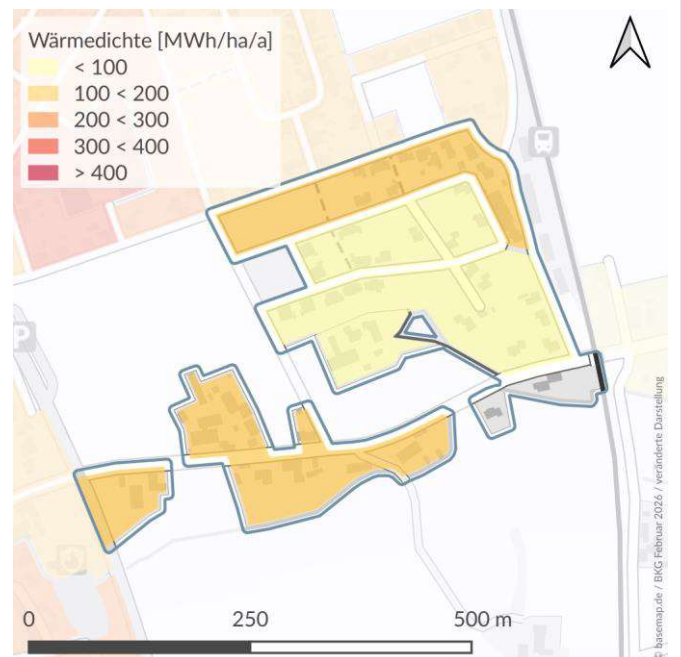 Wärmedichte [MWh/ha/a]
< 100
100 < 200
200 < 300
300 < 400
> 400
P
0 250 500 m
© basemap.de / BKG Februar 2026 / veränderte Darstellung